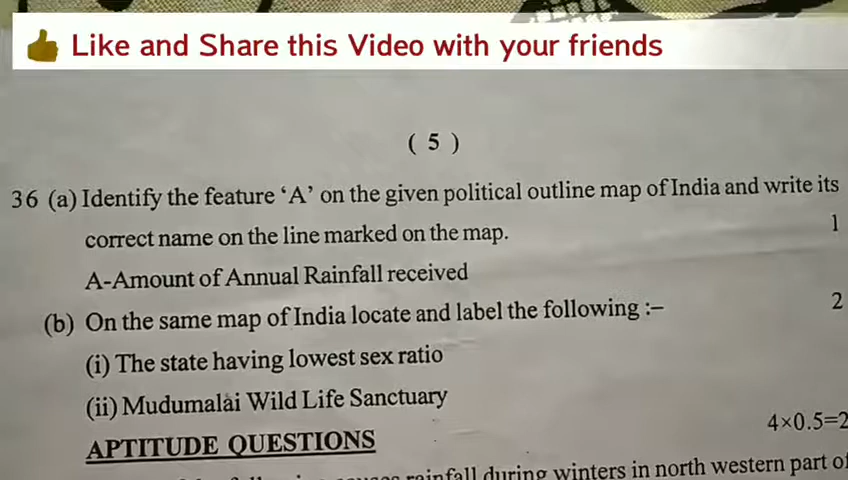 👍 Like and Share this Video with your friends
( 5 )
36 (a) Identify the feature ‘A’ on the given political outline map of India and write its
correct name on the line marked on the map. 1
A-Amount of Annual Rainfall received
(b) On the same map of India locate and label the following :– 2
(i) The state having lowest sex ratio
(ii) Mudumalai Wild Life Sanctuary
4×0.5=2
APTITUDE QUESTIONS
rainfall during winters in north western part of